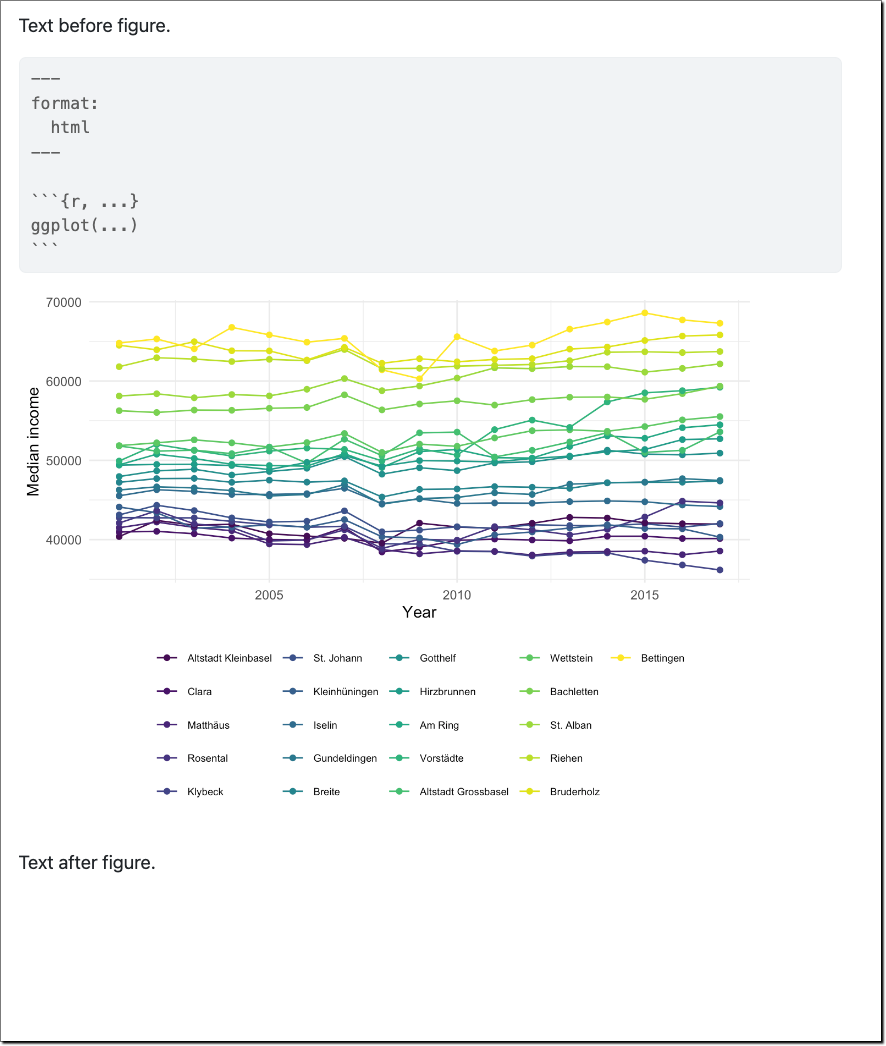 Text before figure.
---
format:
  html
---
```{r, ...}
ggplot(...)
```
70000
60000
50000
40000
Median income
2005 2010 2015
Year
Altstadt Kleinbasel St. Johann Gotthelf Wettstein Bettingen
Clara Kleinhüningen Hirzbrunnen Bachletten
Matthäus Iselin Am Ring St. Alban
Rosental Gundeldingen Vorstädte Riehen
Klybeck Breite Altstadt Grossbasel Bruderholz
Text after figure.